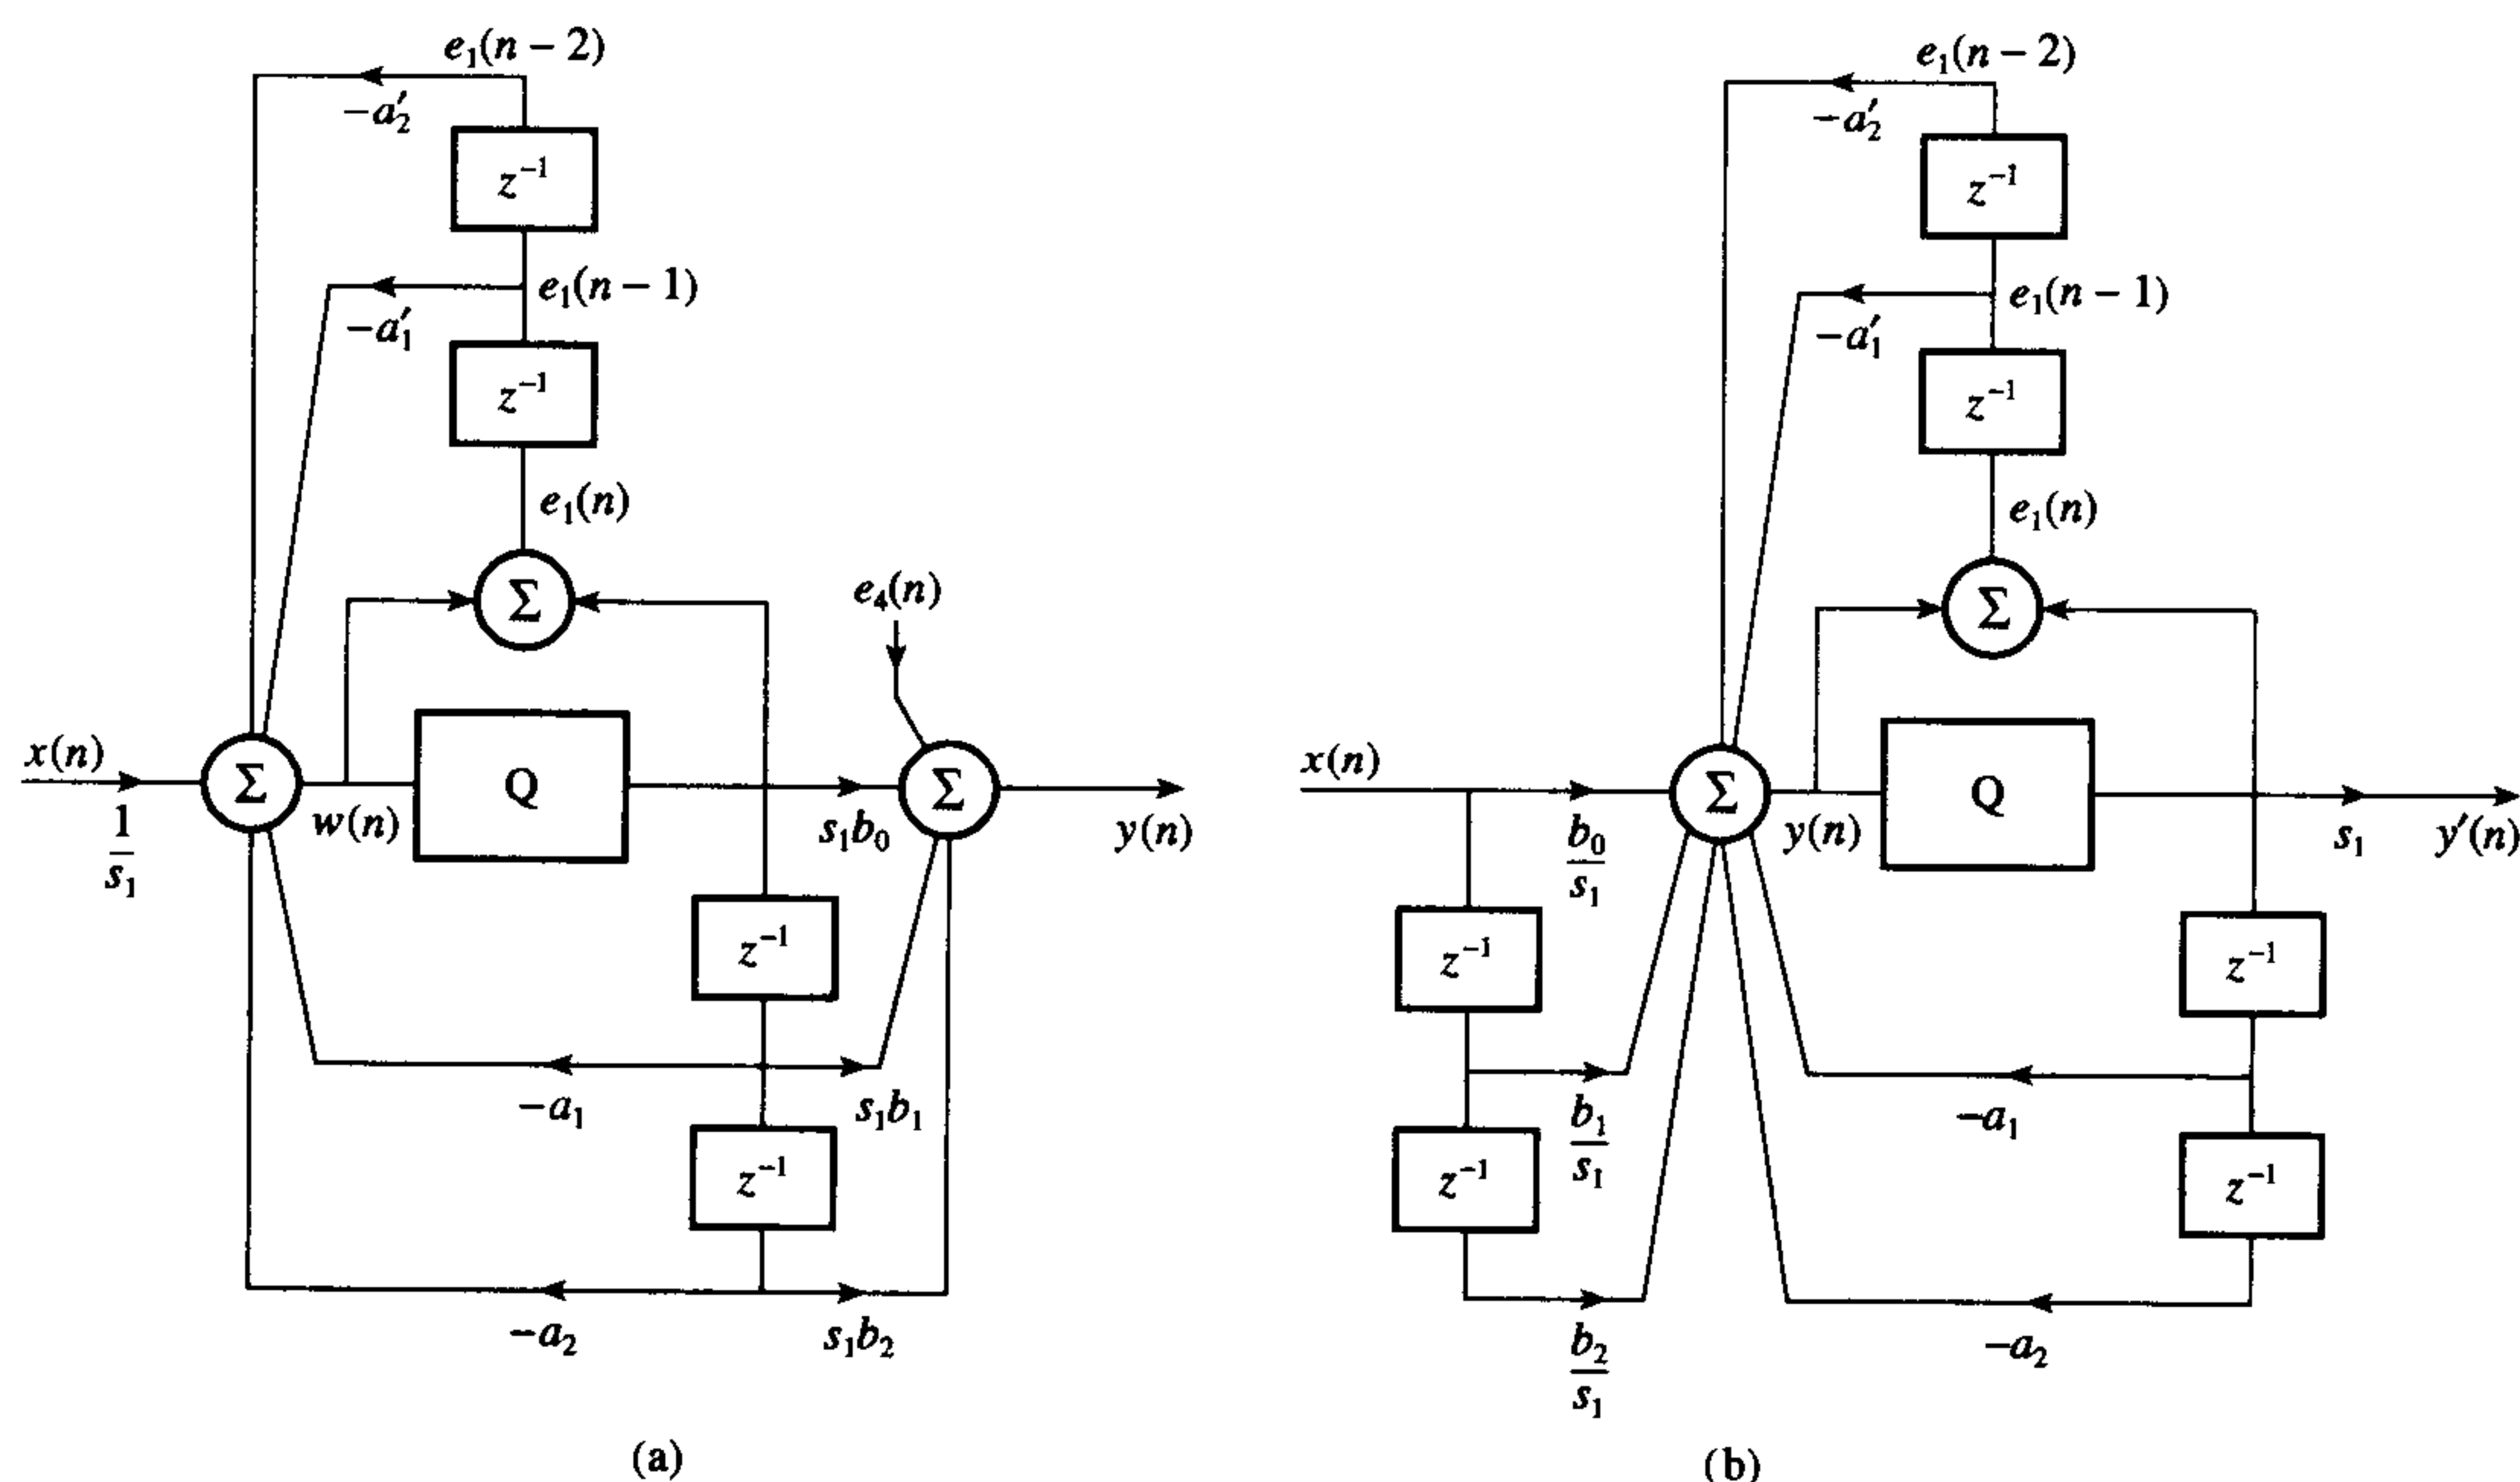 e₁(n − 2)
−a′₂
z⁻¹
e₁(n − 1)
−a′₁
z⁻¹
e₁(n)
Σ
e₄(n)
x(n)
1/s₁
Σ
w(n)
Q
s₁b₀
Σ
y(n)
z⁻¹
−a₁
s₁b₁
z⁻¹
−a₂
s₁b₂
(a)
e₁(n − 2)
−a′₂
z⁻¹
e₁(n − 1)
−a′₁
z⁻¹
e₁(n)
Σ
x(n)
b₀/s₁
Σ
y(n)
Q
s₁
y′(n)
z⁻¹
z⁻¹
b₁/s₁
−a₁
z⁻¹
z⁻¹
b₂/s₁
−a₂
(b)